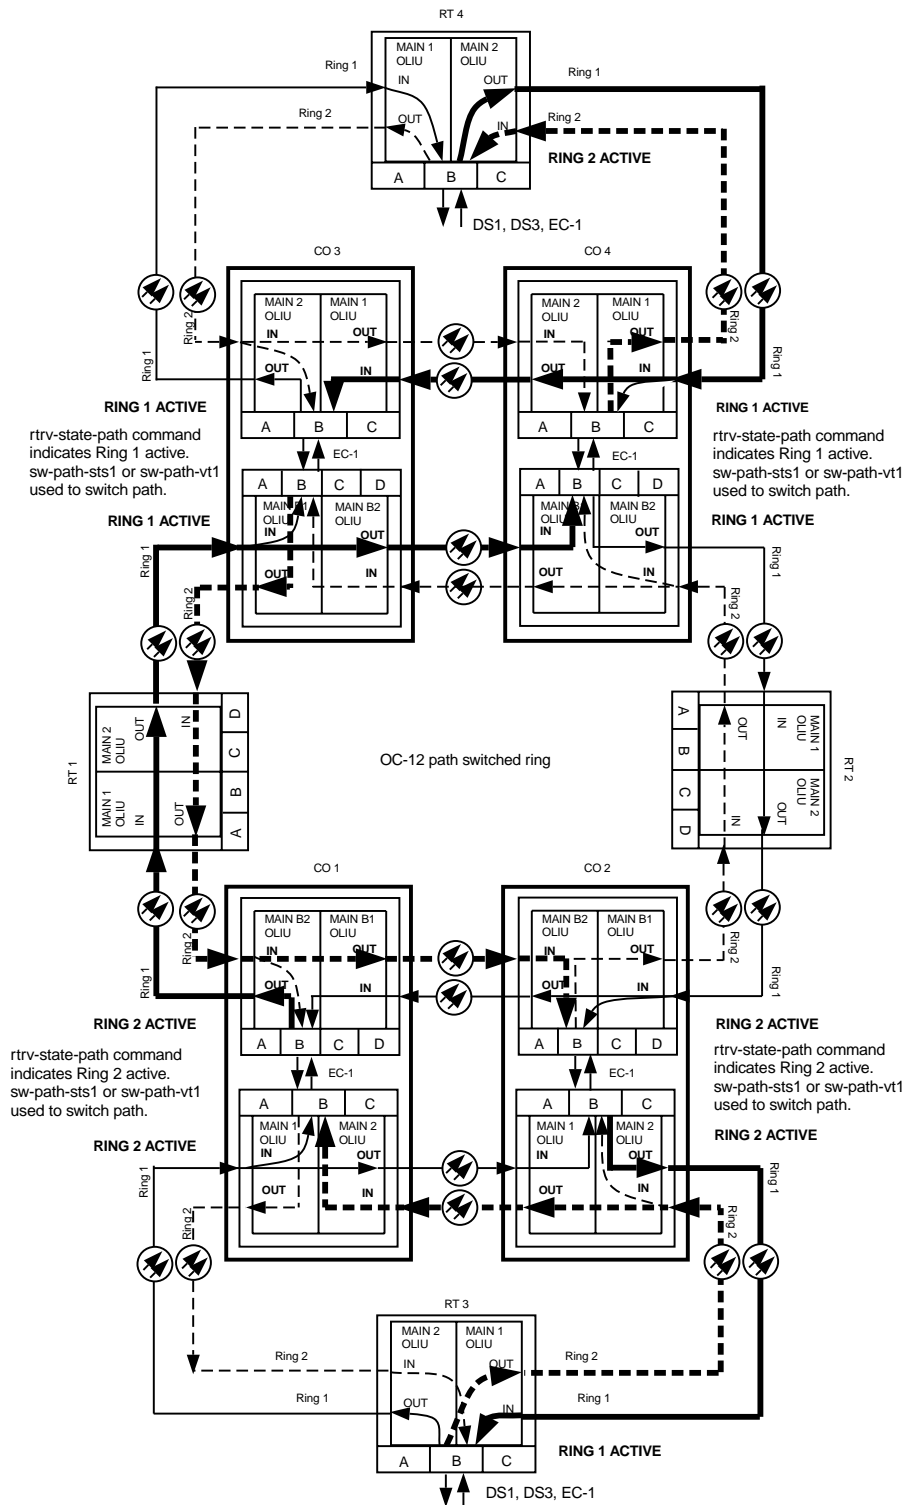 RT 4
MAIN 1 OLIU
MAIN 2 OLIU
Ring 1
IN
OUT
Ring 1
Ring 2
OUT
IN
Ring 2
RING 2 ACTIVE
A
B
C
DS1, DS3, EC-1
CO 3
CO 4
MAIN 2 OLIU
MAIN 1 OLIU
MAIN 2 OLIU
MAIN 1 OLIU
Ring 2
IN
OUT
IN
OUT
Ring 2
Ring 1
OUT
IN
OUT
IN
Ring 1
RING 1 ACTIVE
RING 1 ACTIVE
A
B
C
A
B
C
rtrv-state-path command
indicates Ring 1 active.
sw-path-sts1 or sw-path-vt1
used to switch path.
EC-1
EC-1
rtrv-state-path command
indicates Ring 1 active.
sw-path-sts1 or sw-path-vt1
used to switch path.
A
B
C
D
A
B
C
D
RING 1 ACTIVE
MAIN B1 OLIU
MAIN B2 OLIU
MAIN OLIU
MAIN B2 OLIU
RING 1 ACTIVE
Ring 1
IN
OUT
IN
OUT
Ring 1
Ring 2
OUT
IN
OUT
IN
Ring 2
RT 1
MAIN 2 OLIU
OUT
IN
MAIN 1 OLIU
IN
OUT
D
C
B
A
OC-12 path switched ring
A
B
C
D
OUT
IN
MAIN 1 OLIU
IN
OUT
MAIN 2 OLIU
RT 2
CO 1
CO 2
MAIN B2 OLIU
MAIN B1 OLIU
MAIN B2 OLIU
MAIN B1 OLIU
Ring 2
IN
OUT
IN
OUT
Ring 2
Ring 1
OUT
IN
OUT
IN
Ring 1
RING 2 ACTIVE
RING 2 ACTIVE
A
B
C
D
A
B
C
D
rtrv-state-path command
indicates Ring 2 active.
sw-path-sts1 or sw-path-vt1
used to switch path.
EC-1
EC-1
rtrv-state-path command
indicates Ring 2 active.
sw-path-sts1 or sw-path-vt1
used to switch path.
A
B
C
A
B
C
RING 2 ACTIVE
MAIN 1 OLIU
MAIN 2 OLIU
MAIN 1 OLIU
MAIN 2 OLIU
RING 2 ACTIVE
Ring 1
IN
OUT
IN
OUT
Ring 1
Ring 2
OUT
IN
OUT
IN
Ring 2
RT 3
MAIN 2 OLIU
MAIN 1 OLIU
IN
OUT
Ring 2
Ring 2
Ring 1
OUT
IN
Ring 1
RING 1 ACTIVE
A
B
C
DS1, DS3, EC-1